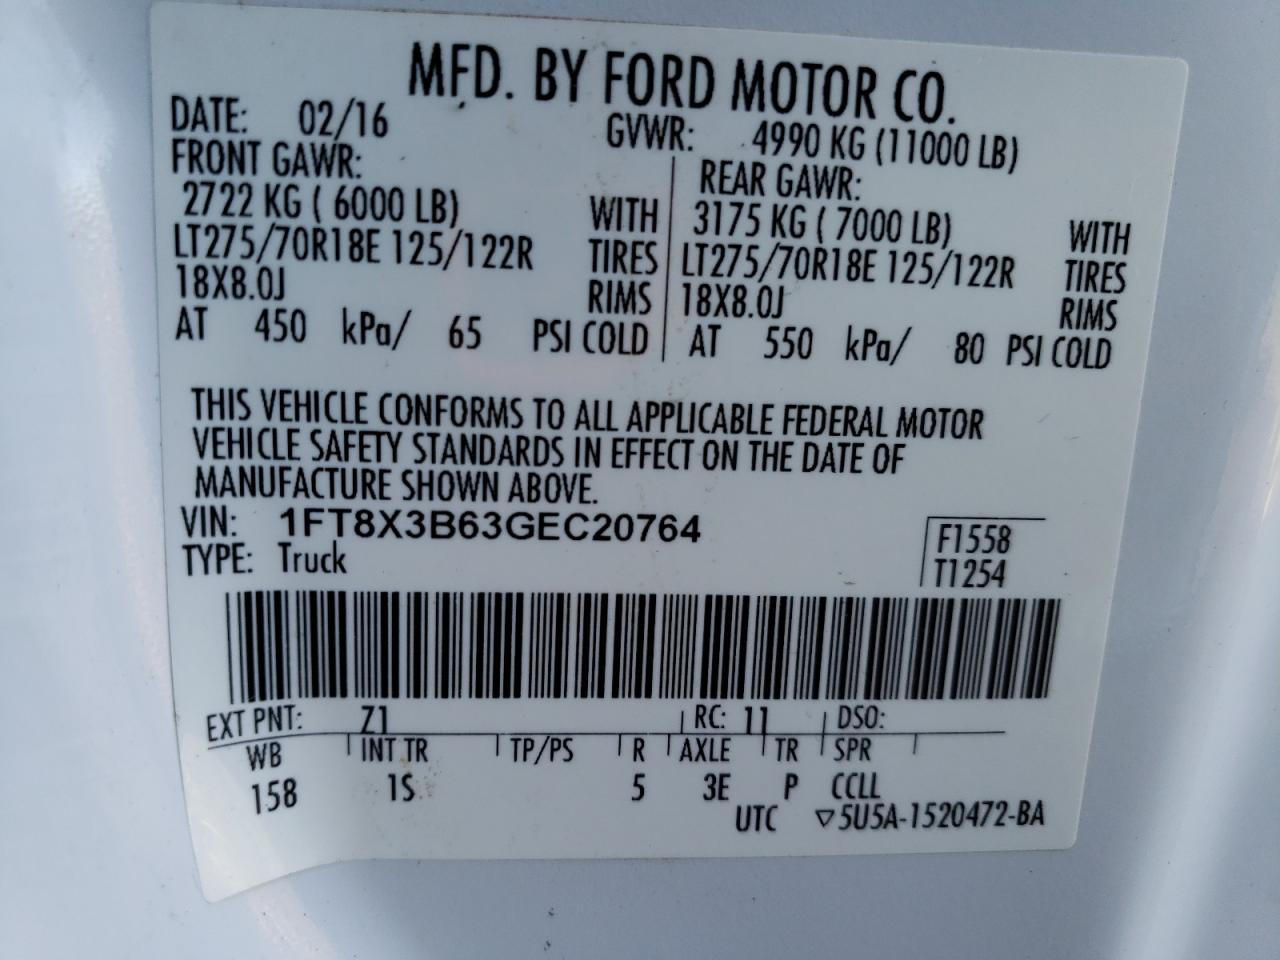 MFD. BY FORD MOTOR CO.
DATE: 02/16 GVWR: 4990 KG (11000 LB)
FRONT GAWR: REAR GAWR:
2722 KG ( 6000 LB) WITH 3175 KG ( 7000 LB) WITH
LT275/70R18E 125/122R TIRES LT275/70R18E 125/122R TIRES
18X8.0J RIMS 18X8.0J RIMS
AT 450 kPa/ 65 PSI COLD AT 550 kPa/ 80 PSI COLD
THIS VEHICLE CONFORMS TO ALL APPLICABLE FEDERAL MOTOR
VEHICLE SAFETY STANDARDS IN EFFECT ON THE DATE OF
MANUFACTURE SHOWN ABOVE.
VIN: 1FT8X3B63GEC20764 F1558
TYPE: Truck T1254
EXT PNT: Z1 RC: 11 DSO:
WB INT TR TP/PS R AXLE TR SPR
158 1S 5 3E P CCLL
UTC ▽5U5A-1520472-BA